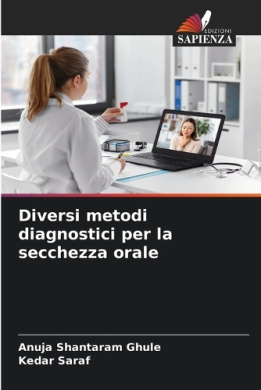 EDIZIONI
SAPIENZA
Diversi metodi
diagnostici per la
secchezza orale
Anuja Shantaram Ghule
Kedar Saraf